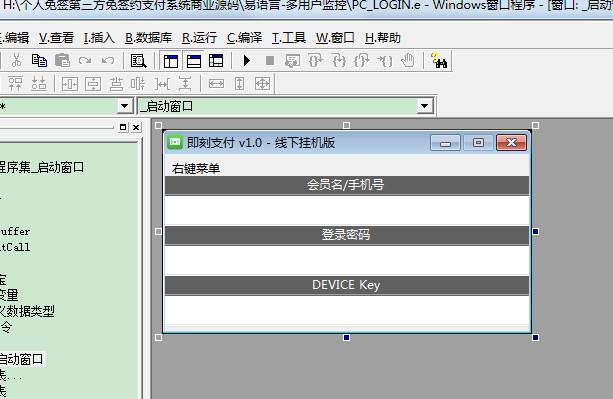 H:\个人免签第三方免签约支付系统商业源码\易语言-多用户监控\PC_LOGIN.e - Windows窗口程序 - [窗口: _启动
E.编辑 V.查看 I.插入 B.数据库 R.运行 C.编译 T.工具 W.窗口 H.帮助
_启动窗口
程序集_启动窗口
即刻支付 v1.0 - 线下挂机版
右键菜单
会员名/手机号
uffer
tCall
登录密码
变量
义数据类型
令
DEVICE Key
启动窗口
表...
表